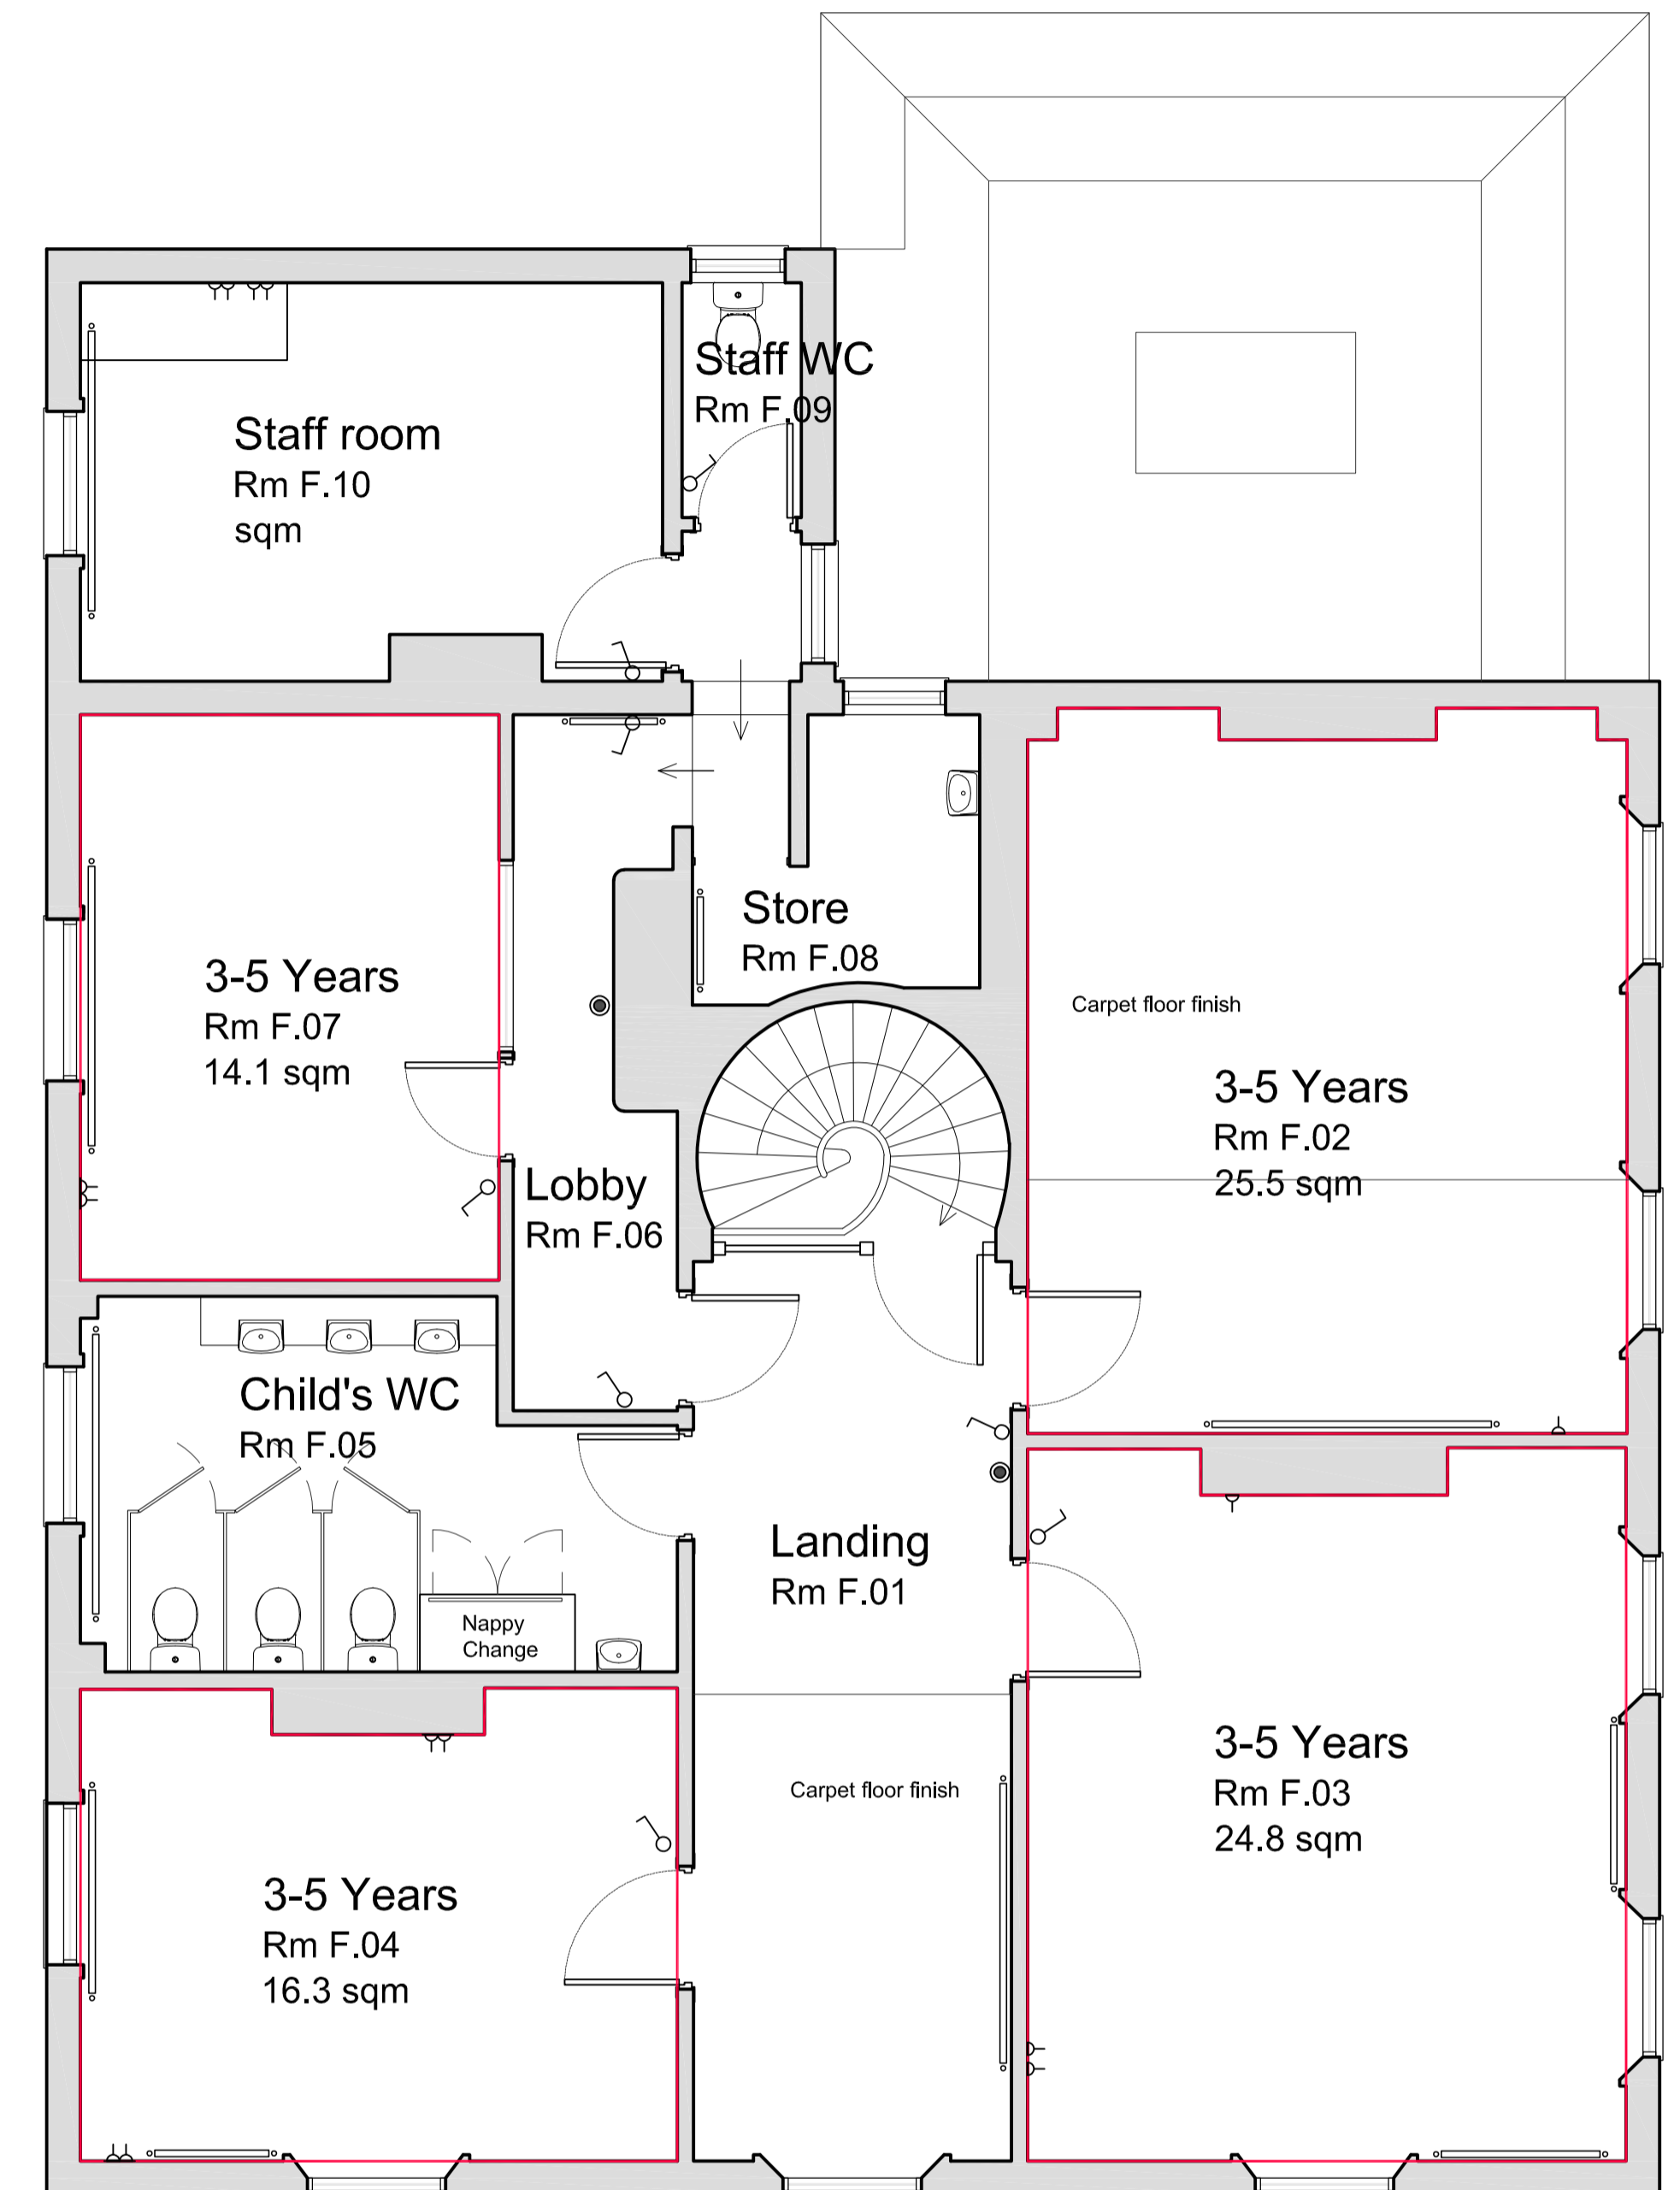 Staff WC
Rm F.09
Staff room
Rm F.10
sqm
Store
Rm F.08
3-5 Years
Rm F.07
14.1 sqm
Carpet floor finish
3-5 Years
Rm F.02
25.5 sqm
Lobby
Rm F.06
Child's WC
Rm F.05
Landing
Rm F.01
Nappy
Change
3-5 Years
Rm F.03
24.8 sqm
Carpet floor finish
3-5 Years
Rm F.04
16.3 sqm